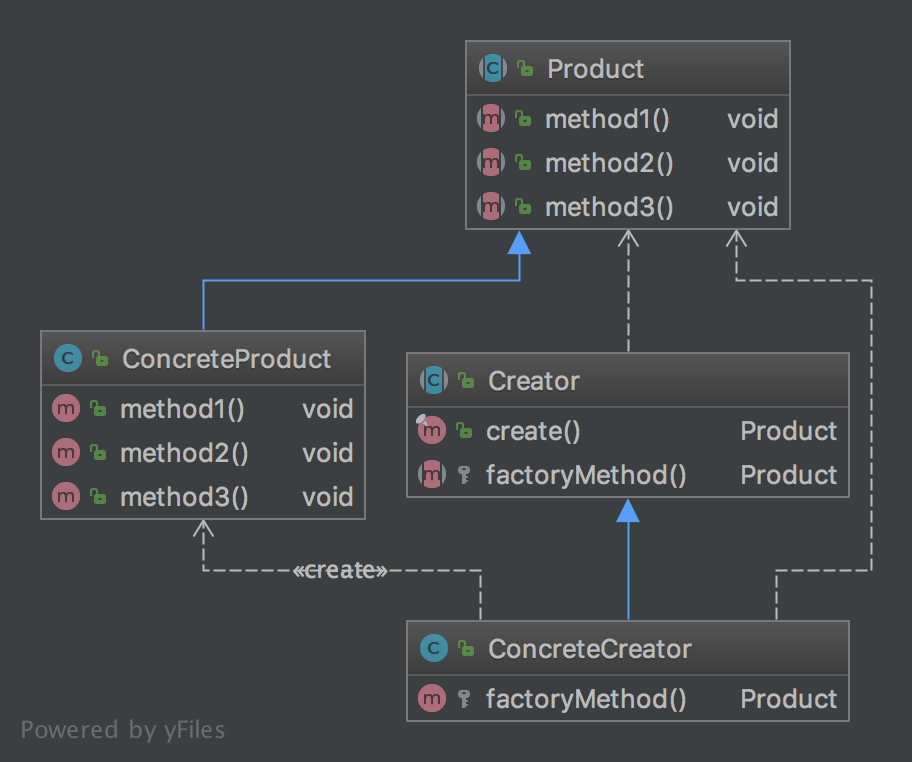 Product
method1() void
method2() void
method3() void
ConcreteProduct
method1() void
method2() void
method3() void
Creator
create() Product
factoryMethod() Product
«create»
ConcreteCreator
factoryMethod() Product
Powered by yFiles